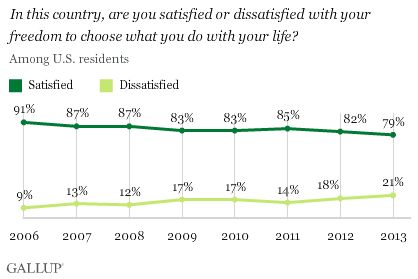 In this country, are you satisfied or dissatisfied with your
freedom to choose what you do with your life?
Among U.S. residents
Satisfied Dissatisfied
91% 87% 87% 83% 83% 85% 82% 79%
9% 13% 12% 17% 17% 14% 18% 21%
2006 2007 2008 2009 2010 2011 2012 2013
GALLUP®